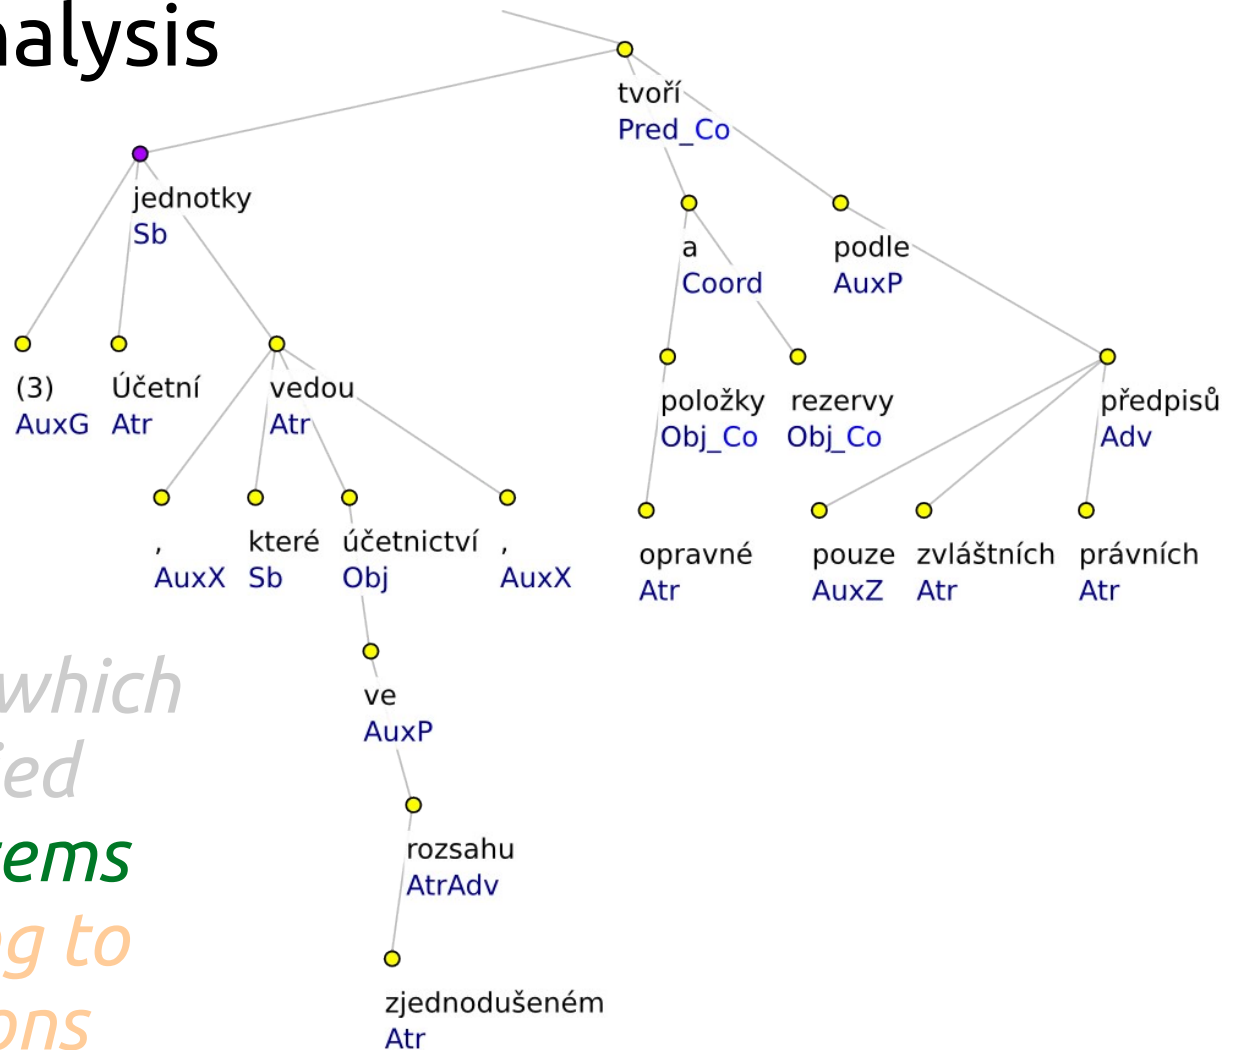 nalysis
tvoří
Pred_Co
jednotky
Sb
a
Coord
podle
AuxP
(3)
AuxG
Účetní
Atr
vedou
Atr
položky
Obj_Co
rezervy
Obj_Co
předpisů
Adv
,
AuxX
které
Sb
účetnictví
Obj
,
AuxX
opravné
Atr
pouze
AuxZ
zvláštních
Atr
právních
Atr
which
ied
ve
AuxP
ems
rozsahu
AtrAdv
g to
ons
zjednodušeném
Atr